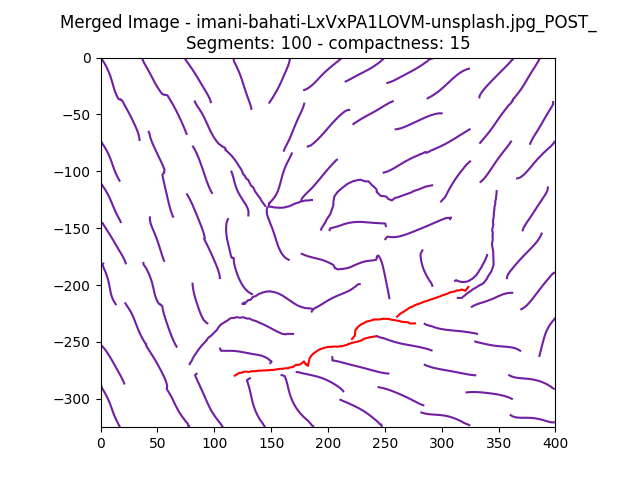 Merged Image - imani-bahati-LxVxPA1LOVM-unsplash.jpg_POST_
Segments: 100 - compactness: 15
0
−50
−100
−150
−200
−250
−300
0 50 100 150 200 250 300 350 400